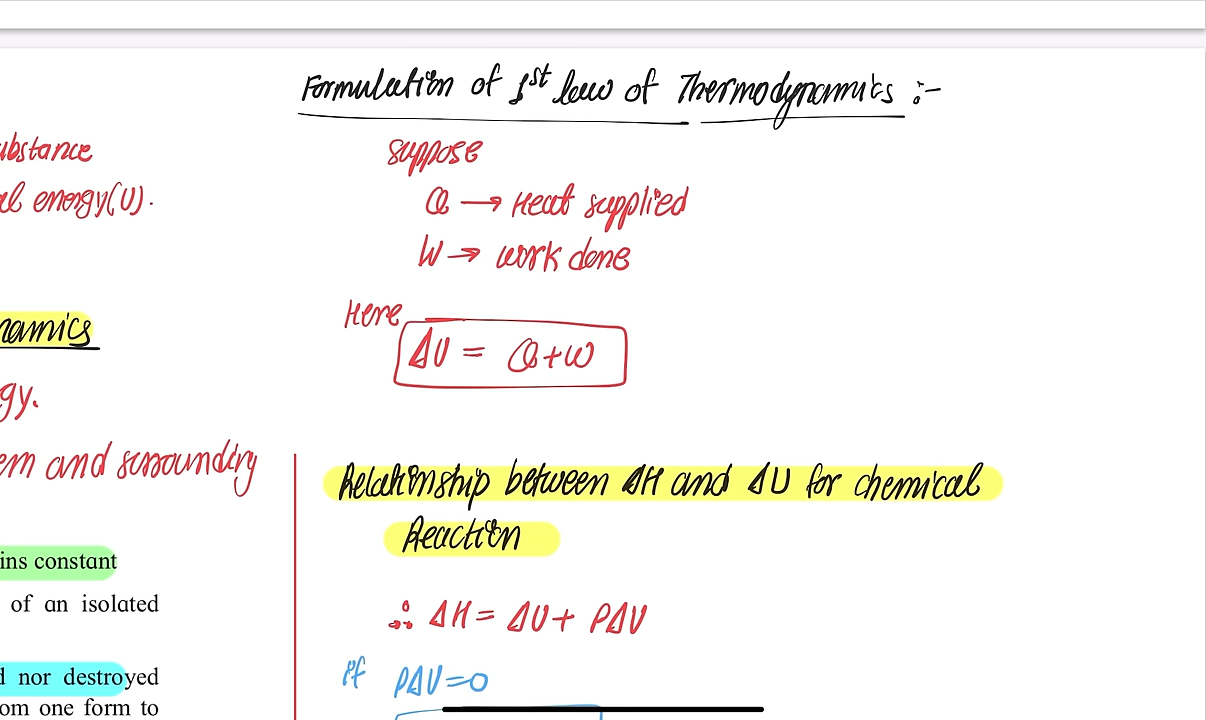 Formulation of 1st law of Thermodynamics :-
ubstance
al energy(U).
namics
gy.
em and surrounding
ins constant
of an isolated
d nor destroyed
om one form to
Suppose
Q → Heat supplied
W → work done
Here
ΔU = Q+W
Relationship between ΔH and ΔU for chemical
Reaction
∴ ΔH = ΔU + PΔV
if PΔV=0